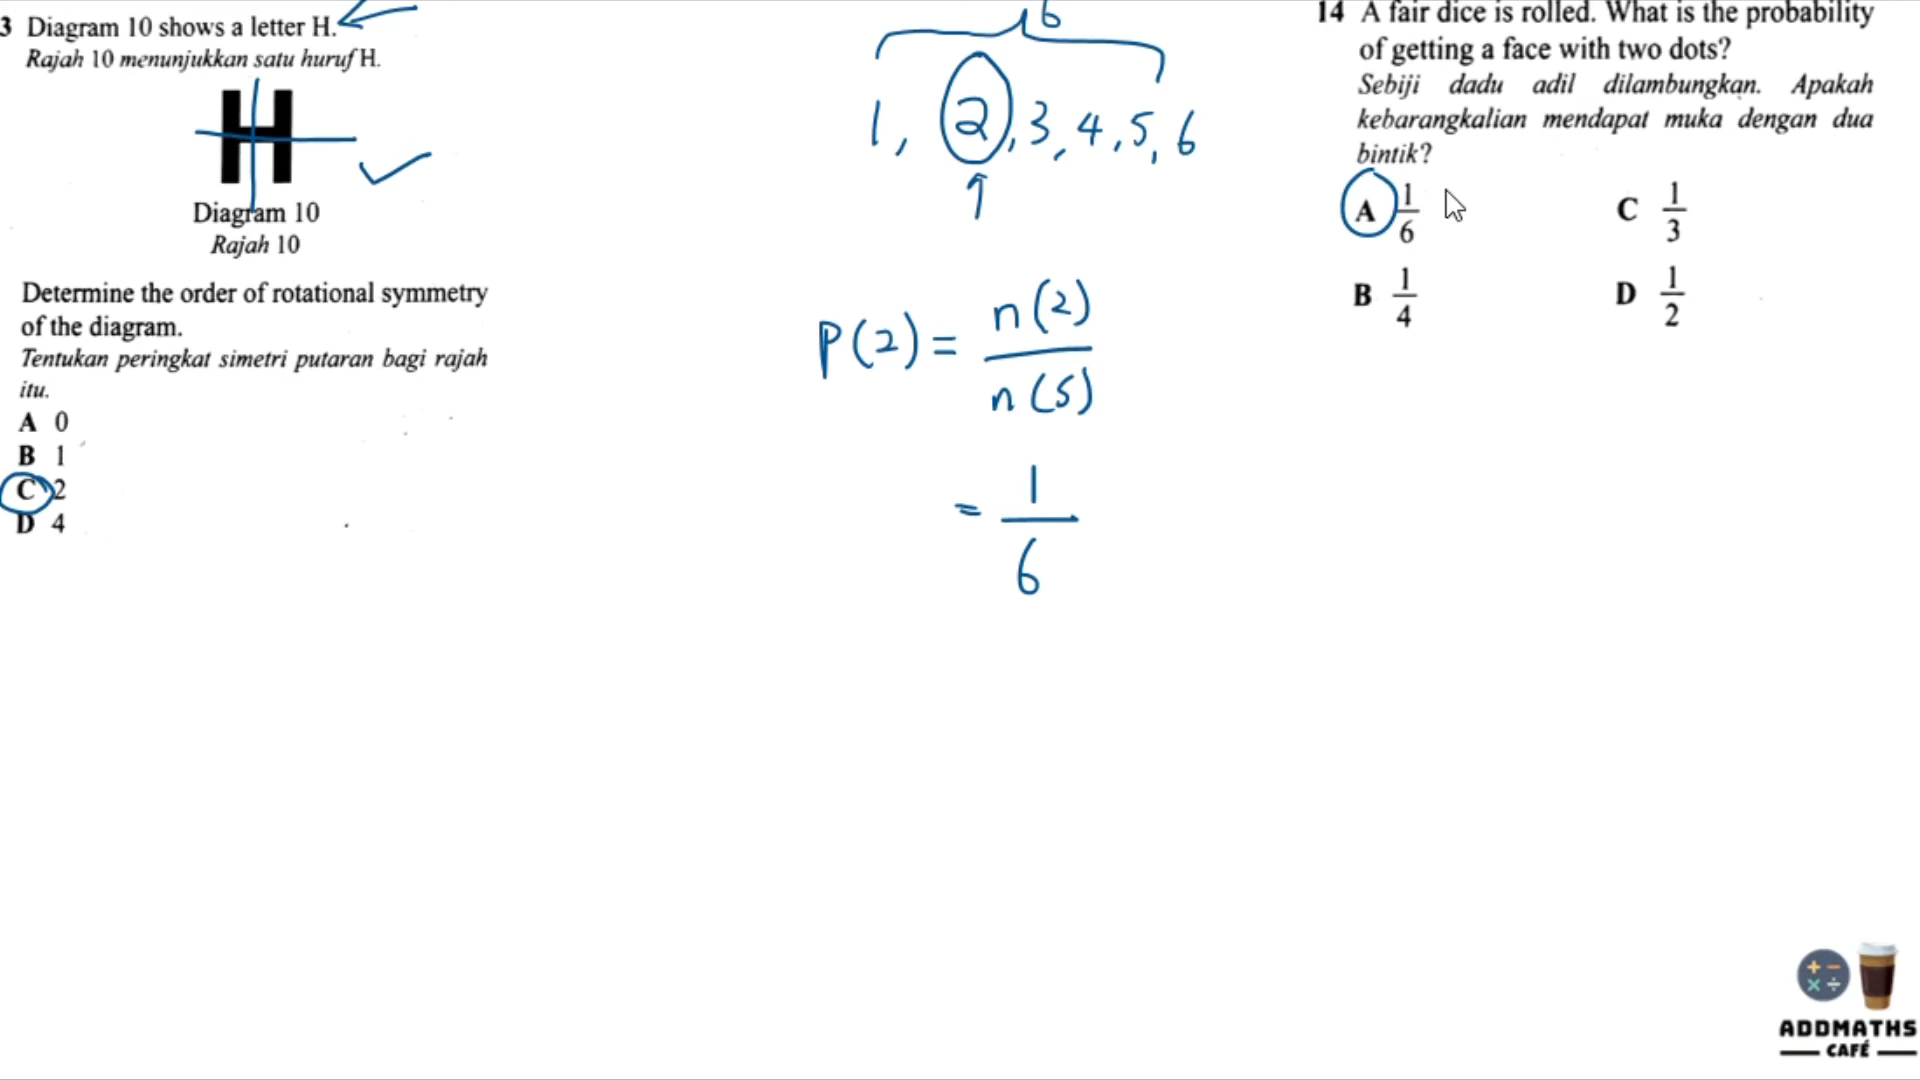 3 Diagram 10 shows a letter H.
Rajah 10 menunjukkan satu huruf H.
H
Diagram 10
Rajah 10
Determine the order of rotational symmetry
of the diagram.
Tentukan peringkat simetri putaran bagi rajah
itu.
A 0
B 1
C 2
D 4
6
1, 2, 3, 4, 5, 6
P(2) = n(2)/n(S)
= 1/6
14 A fair dice is rolled. What is the probability
of getting a face with two dots?
Sebiji dadu adil dilambungkan. Apakah
kebarangkalian mendapat muka dengan dua
bintik?
A 1/6 C 1/3
B 1/4 D 1/2
ADDMATHS
CAFÉ